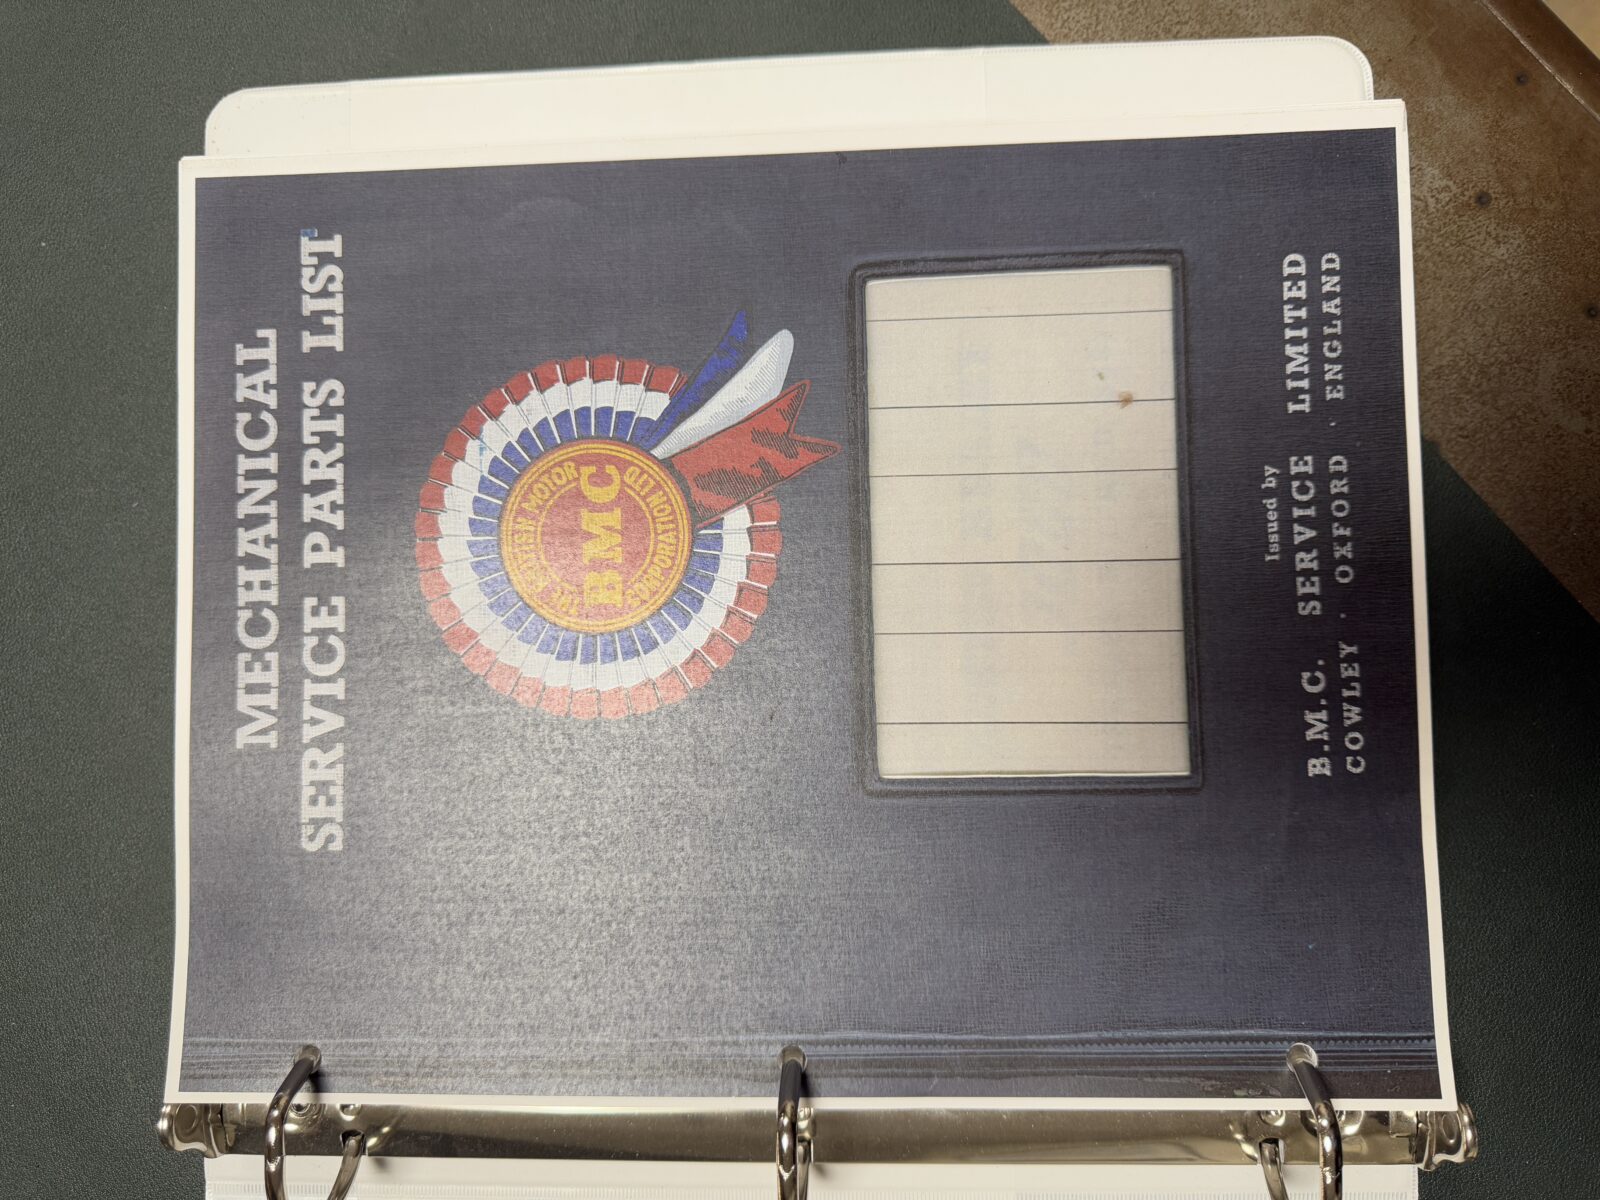 MECHANICAL
SERVICE PARTS LIST
THE BRITISH MOTOR
BMC
CORPORATION LTD
Issued by
B.M.C. SERVICE LIMITED
COWLEY · OXFORD · ENGLAND